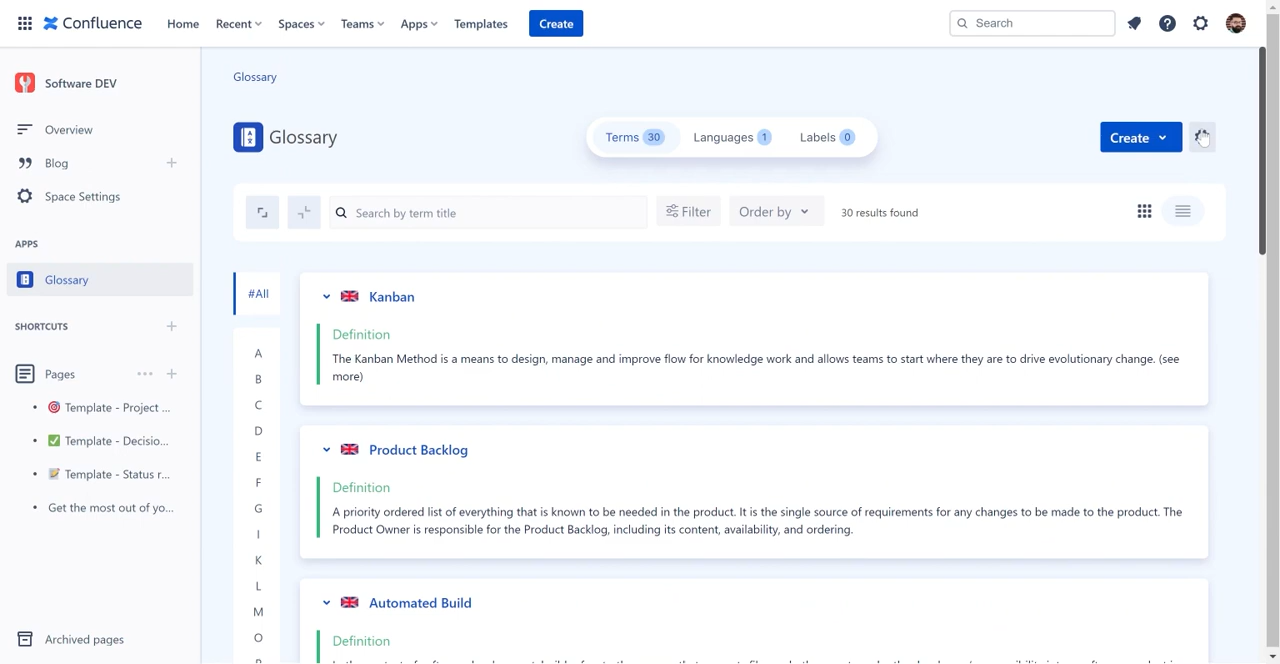 Confluence Home Recent Spaces Teams Apps Templates Create Search
Software DEV
Overview
Blog
Space Settings
APPS
Glossary
SHORTCUTS
Pages
Template - Project ...
Template - Decisio...
Template - Status r...
Get the most out of yo...
Archived pages
Glossary
Glossary
Terms 30 Languages 1 Labels 0
Create
Search by term title
Filter
Order by
30 results found
#All
A
B
C
D
E
F
G
I
K
L
M
O
Kanban
Definition
The Kanban Method is a means to design, manage and improve flow for knowledge work and allows teams to start where they are to drive evolutionary change. (see
more)
Product Backlog
Definition
A priority ordered list of everything that is known to be needed in the product. It is the single source of requirements for any changes to be made to the product. The
Product Owner is responsible for the Product Backlog, including its content, availability, and ordering.
Automated Build
Definition